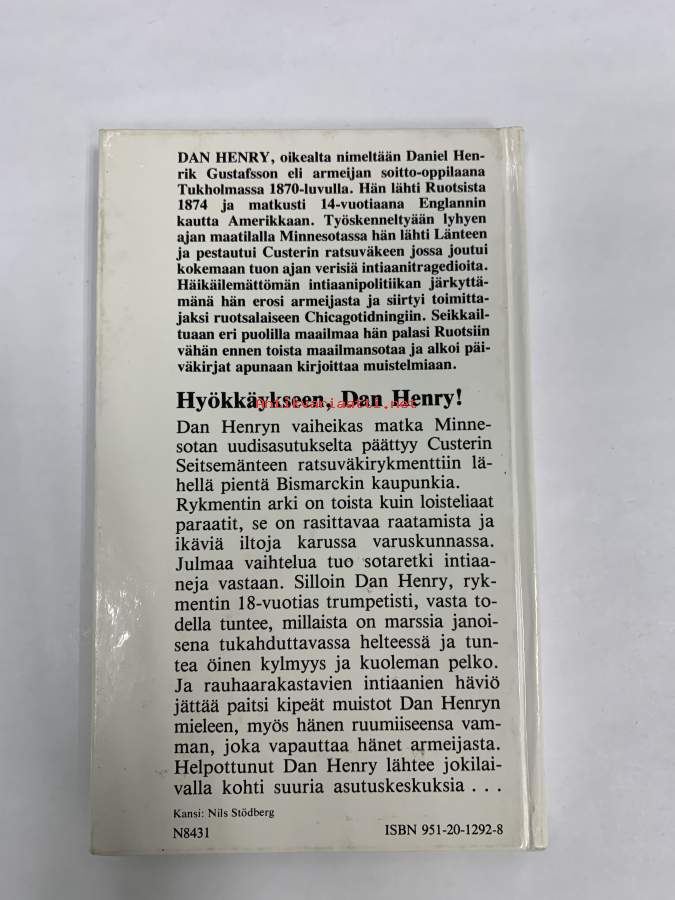 DAN HENRY, oikealta nimeltään Daniel Hen-
rik Gustafsson eli armeijan soitto-oppilaana
Tukholmassa 1870-luvulla. Hän lähti Ruotsista
1874 ja matkusti 14-vuotiaana Englannin
kautta Amerikkaan. Työskenneltyään lyhyen
ajan maatilalla Minnesotassa hän lähti Länteen
ja pestautui Custerin ratsuväkeen jossa joutui
kokemaan tuon ajan verisiä intiaanitragedioita.
Häikäilemättömän intiaanipolitiikan järkyttä-
mänä hän erosi armeijasta ja siirtyi toimitta-
jaksi ruotsalaiseen Chicagotidningiin. Seikkail-
tuaan eri puolilla maailmaa hän palasi Ruotsiin
vähän ennen toista maailmansotaa ja alkoi päi-
väkirjat apunaan kirjoittaa muistelmiaan.
Hyökkäykseen, Dan Henry!
Antikvariaatti.net
Dan Henryn vaiheikas matka Minne-
sotan uudisasutukselta päättyy Custerin
Seitsemänteen ratsuväkirykmenttiin lä-
hellä pientä Bismarckin kaupunkia.
Rykmentin arki on toista kuin loisteliaat
paraatit, se on rasittavaa raatamista ja
ikäviä iltoja karussa varuskunnassa.
Julmaa vaihtelua tuo sotaretki intiaa-
neja vastaan. Silloin Dan Henry, ryk-
mentin 18-vuotias trumpetisti, vasta to-
della tuntee, millaista on marssia janoi-
sena tukahduttavassa helteessä ja tun-
tea öinen kylmyys ja kuoleman pelko.
Ja rauhaarakastavien intiaanien häviö
jättää paitsi kipeät muistot Dan Henryn
mieleen, myös hänen ruumiiseensa vam-
man, joka vapauttaa hänet armeijasta.
Helpottunut Dan Henry lähtee jokilai-
valla kohti suuria asutuskeskuksia . . .
Kansi: Nils Stödberg
N8431 ISBN 951-20-1292-8